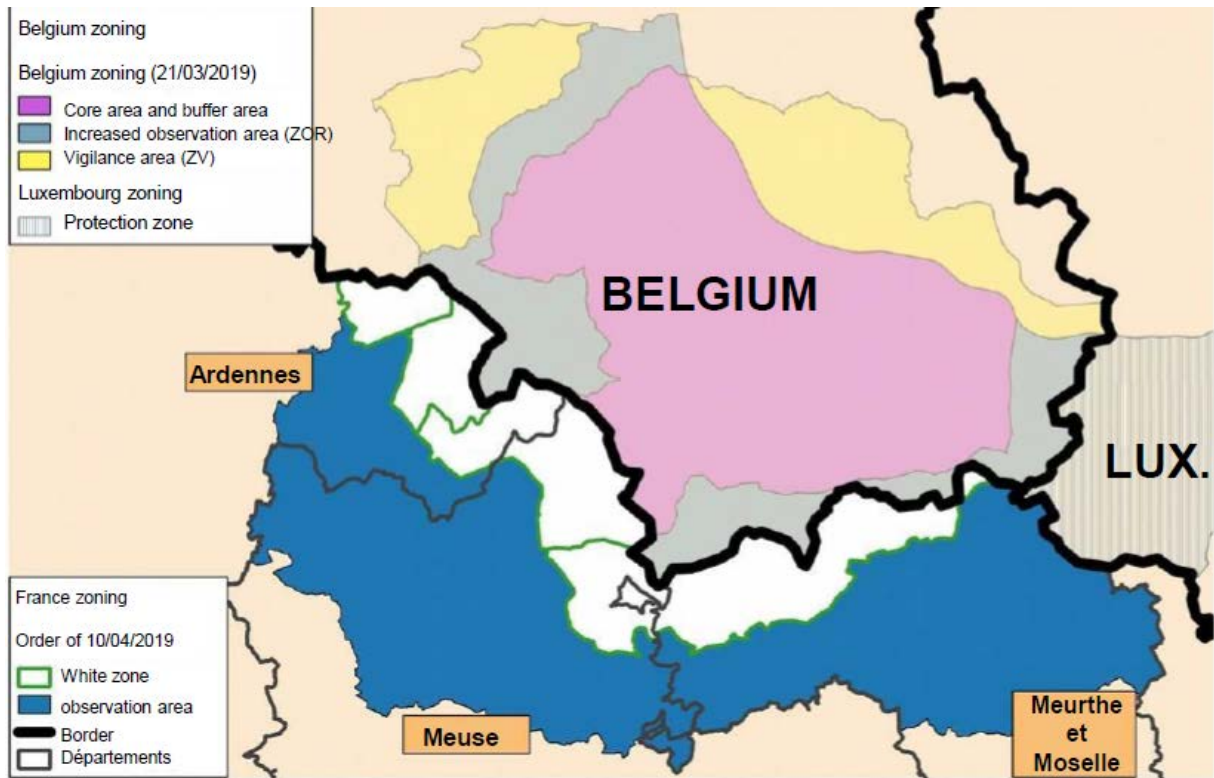 Belgium zoning
Belgium zoning (21/03/2019)
Core area and buffer area
Increased observation area (ZOR)
Vigilance area (ZV)
Luxembourg zoning
Protection zone
BELGIUM
Ardennes
LUX.
France zoning
Order of 10/04/2019
White zone
observation area
Border
Départements
Meuse
Meurthe
et
Moselle